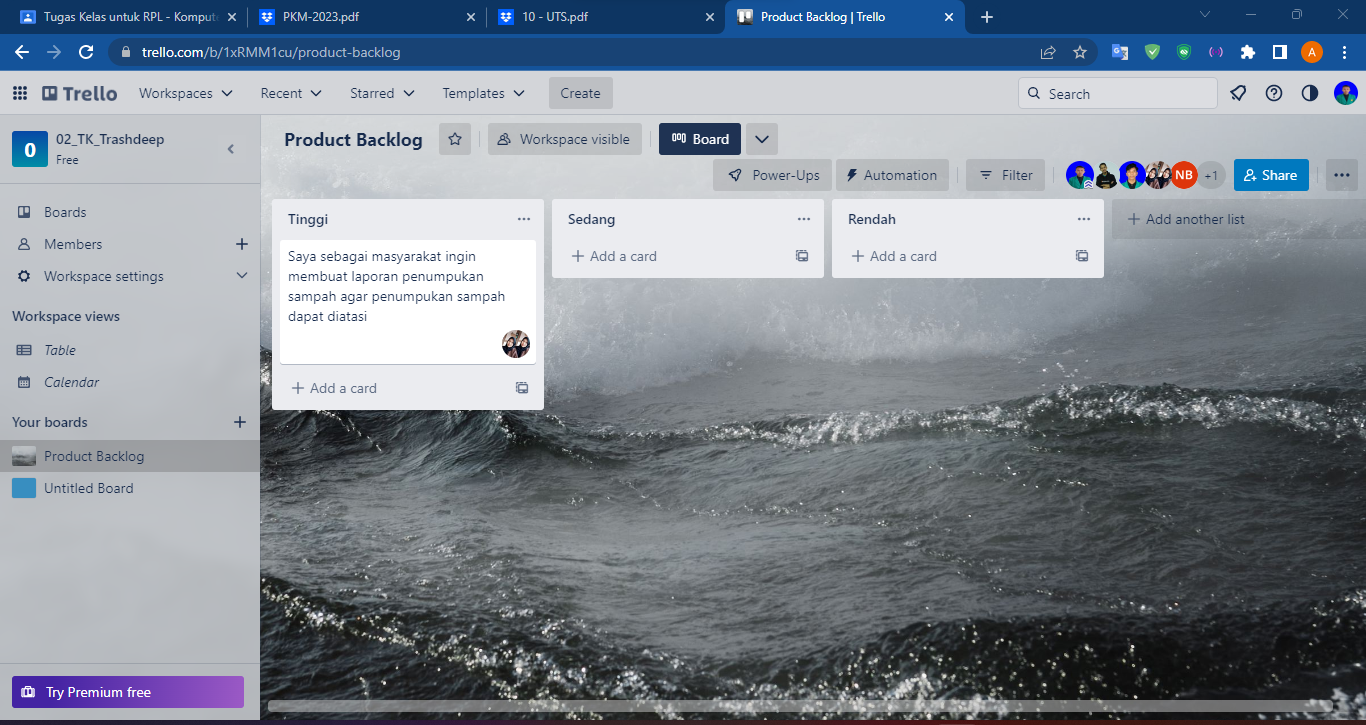 Tugas Kelas untuk RPL - Kompute
PKM-2023.pdf
10 - UTS.pdf
Product Backlog | Trello
trello.com/b/1xRMM1cu/product-backlog
A
Trello
Workspaces
Recent
Starred
Templates
Create
Search
0
02_TK_Trashdeep
Free
Product Backlog
Workspace visible
Board
Power-Ups
Automation
Filter
NB
+1
Share
Boards
Members
Workspace settings
Workspace views
Table
Calendar
Your boards
Product Backlog
Untitled Board
Try Premium free
Tinggi
Saya sebagai masyarakat ingin
membuat laporan penumpukan
sampah agar penumpukan sampah
dapat diatasi
Add a card
Sedang
Add a card
Rendah
Add a card
Add another list